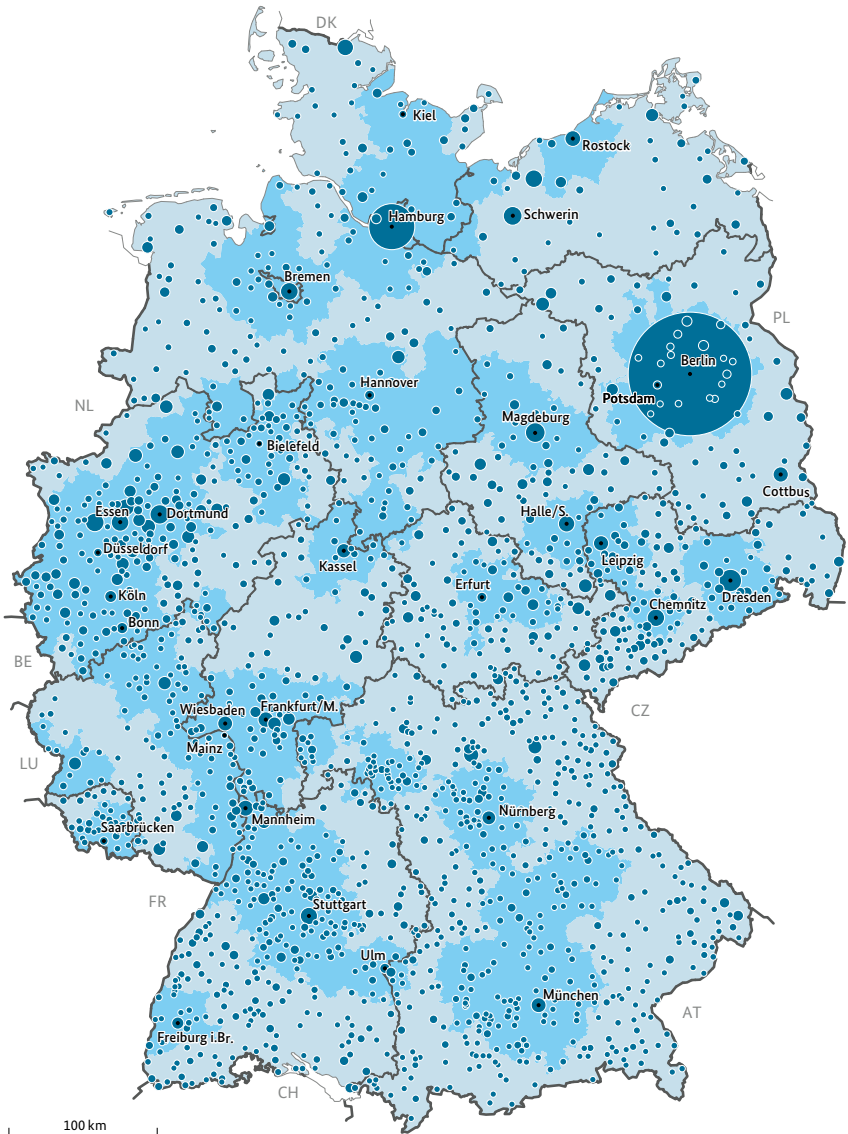 DK
Kiel
Rostock
Hamburg
Schwerin
Bremen
PL
Berlin
Hannover
NL
Potsdam
Magdeburg
Bielefeld
Cottbus
Essen
Dortmund
Halle/S.
Düsseldorf
Leipzig
Kassel
Erfurt
Köln
Dresden
Chemnitz
Bonn
BE
Wiesbaden
Frankfurt/M.
CZ
Mainz
LU
Nürnberg
Mannheim
Saarbrücken
FR
Stuttgart
Ulm
München
AT
Freiburg i.Br.
CH
100 km